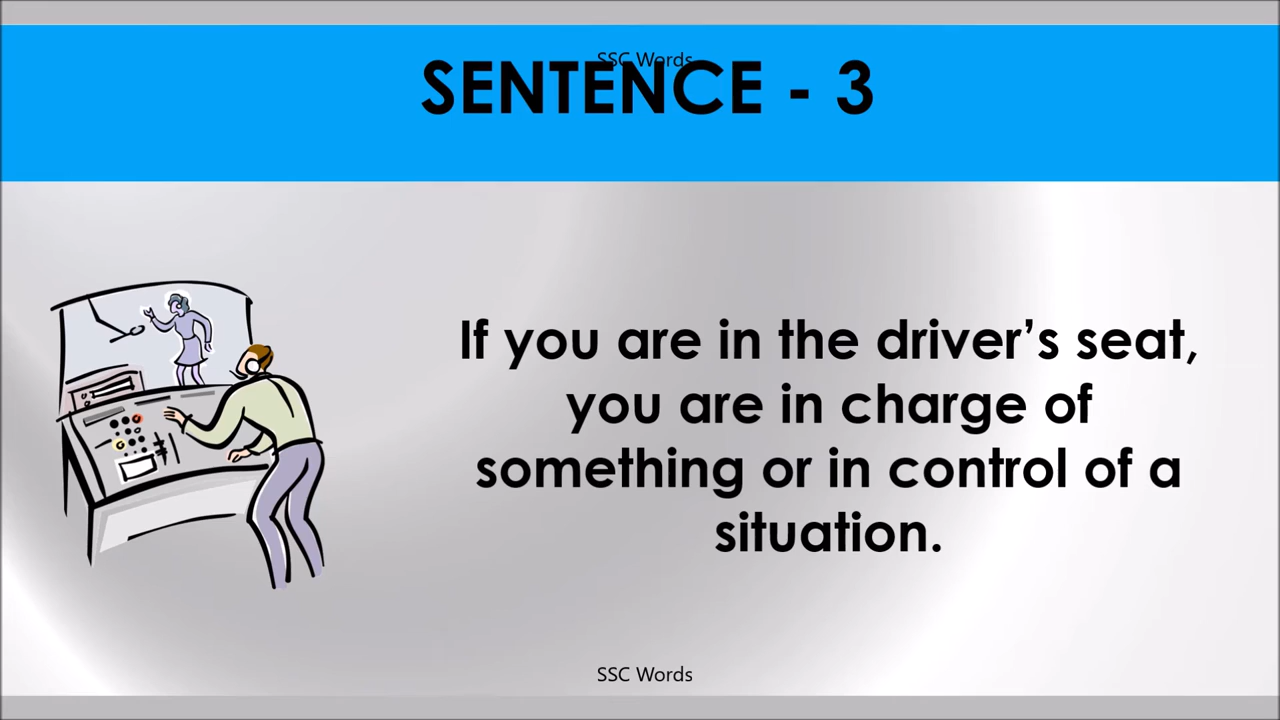 SSC Words
SENTENCE - 3
If you are in the driver’s seat,
you are in charge of
something or in control of a
situation.
SSC Words